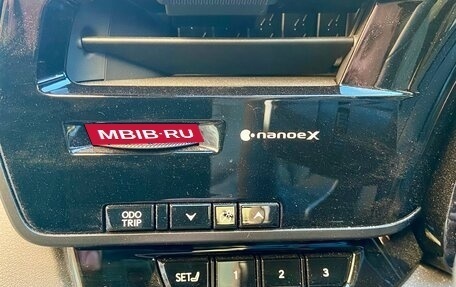 MBIB-RU
nanoeX
ODO
TRIP
SET
1
2
3